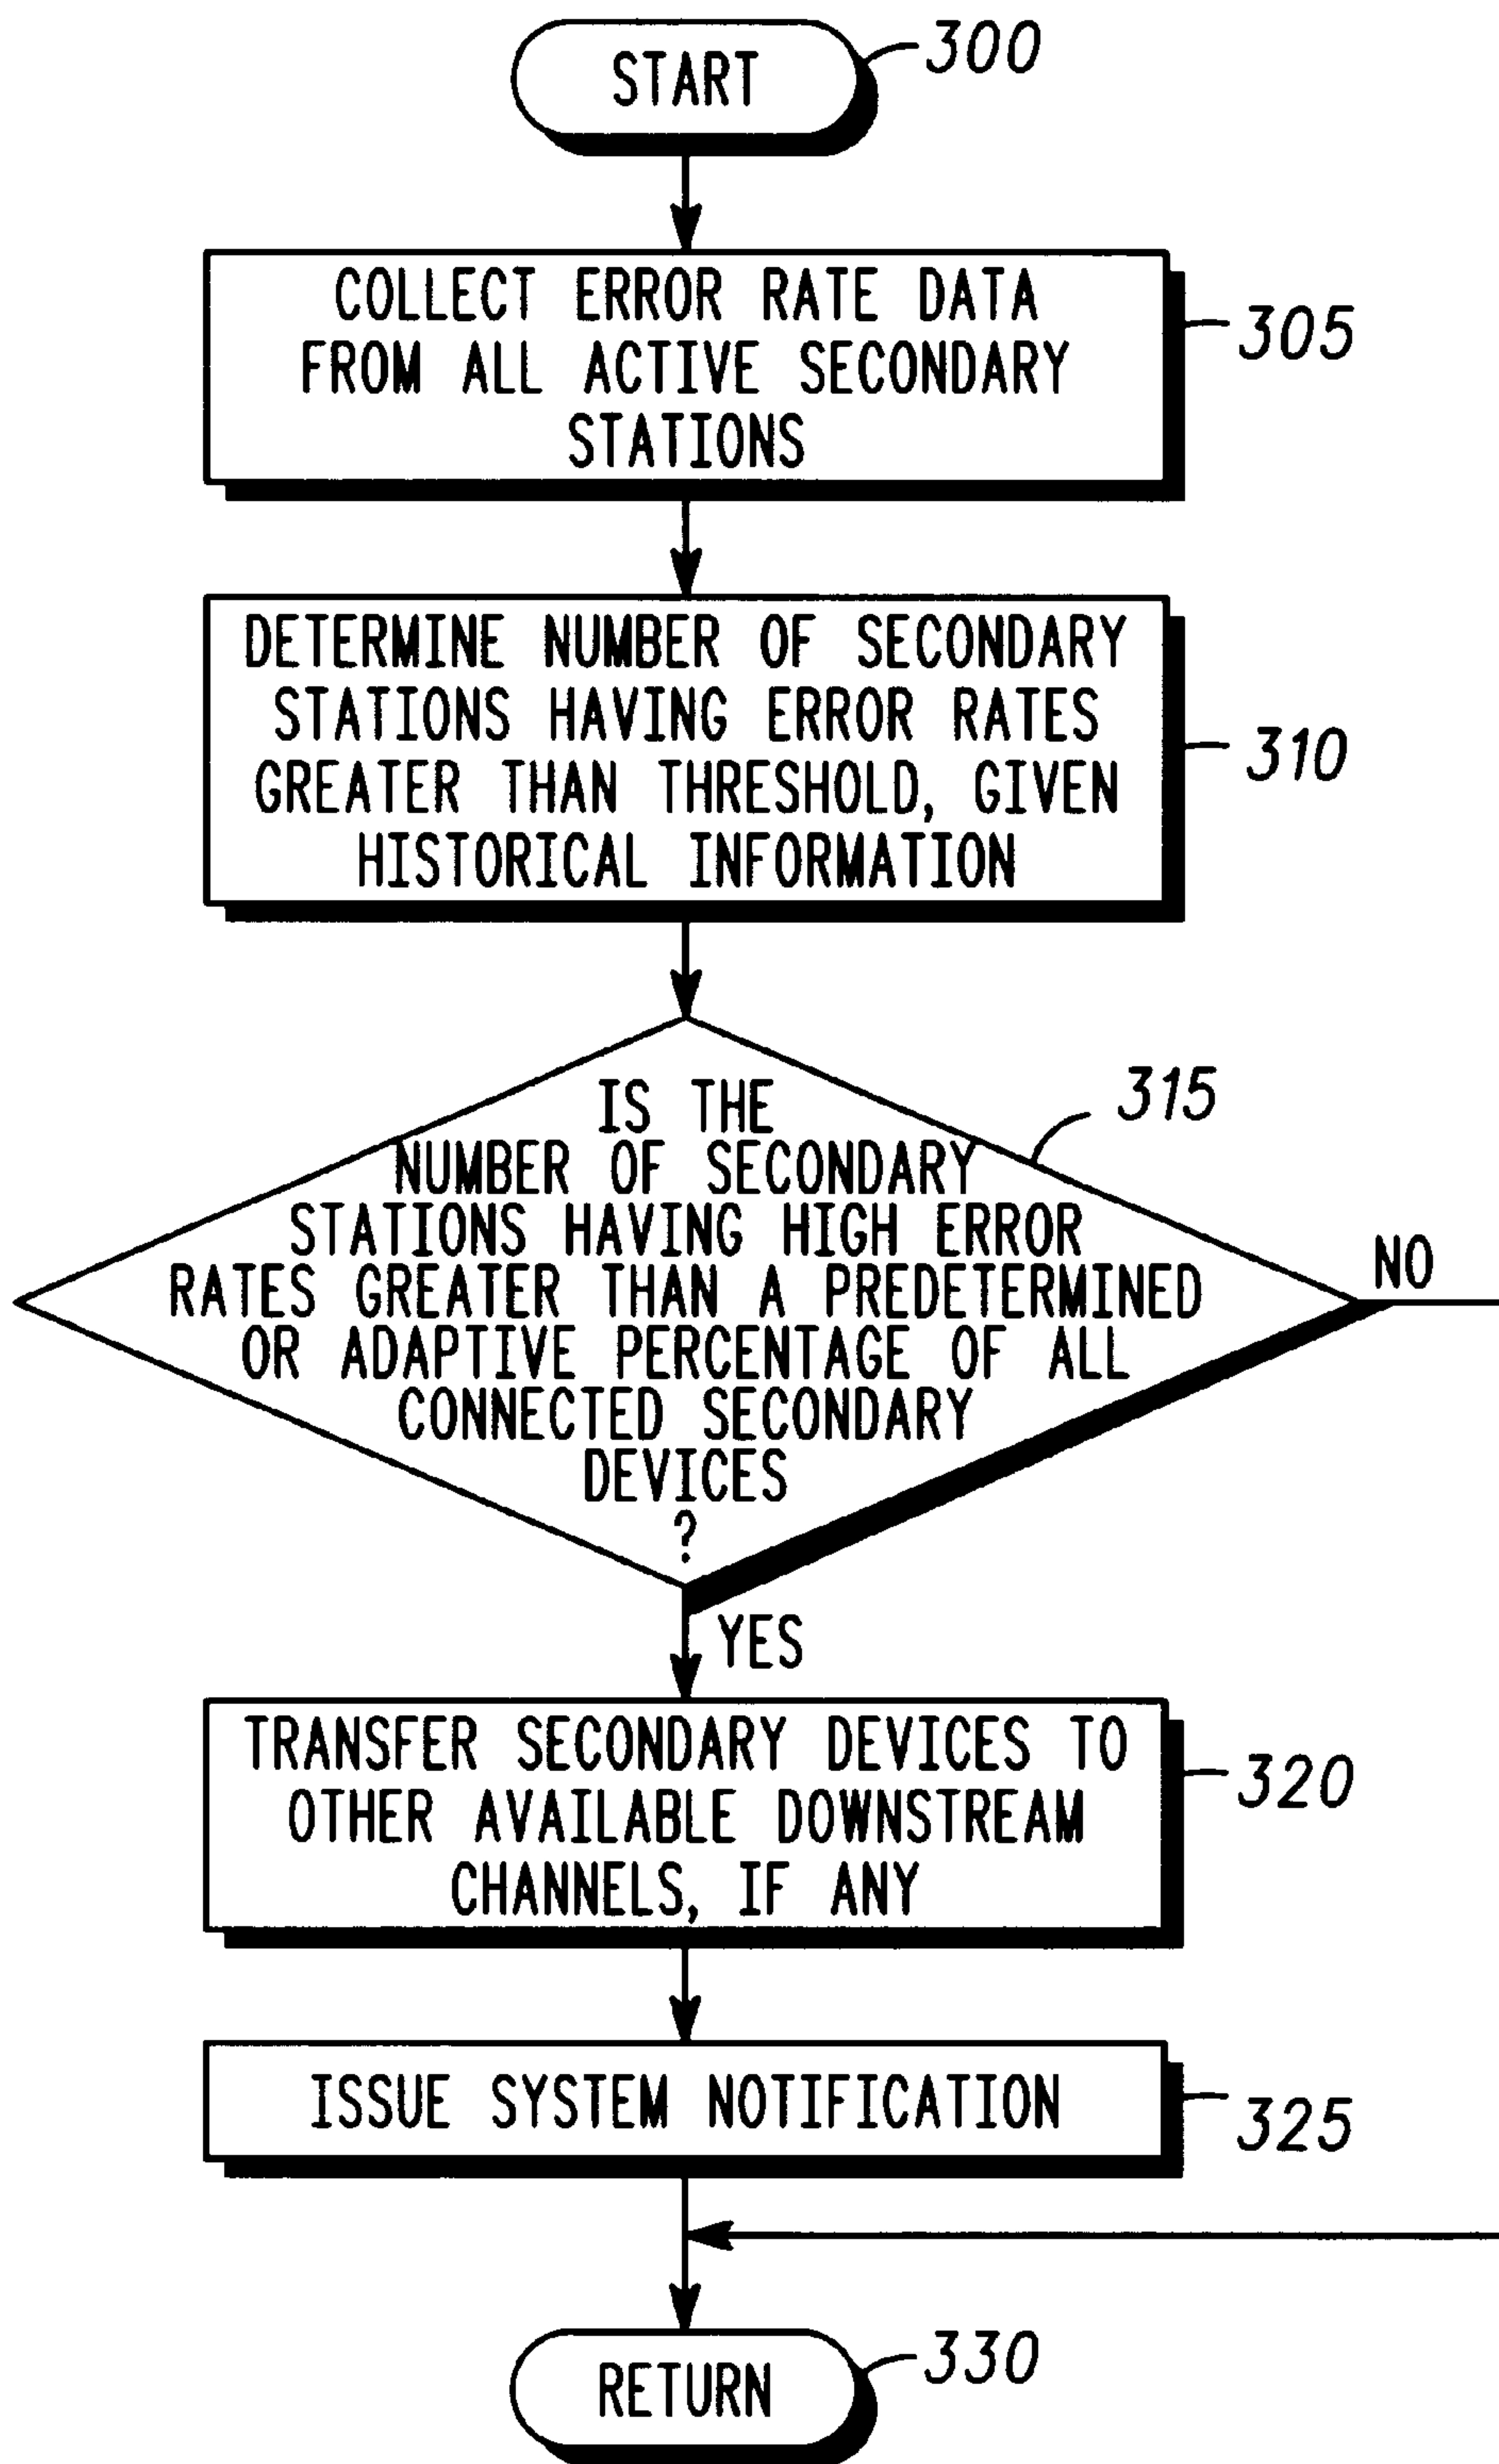 START
300
COLLECT ERROR RATE DATA
FROM ALL ACTIVE SECONDARY
STATIONS
305
DETERMINE NUMBER OF SECONDARY
STATIONS HAVING ERROR RATES
GREATER THAN THRESHOLD, GIVEN
HISTORICAL INFORMATION
310
IS THE
NUMBER OF SECONDARY
STATIONS HAVING HIGH ERROR
RATES GREATER THAN A PREDETERMINED
OR ADAPTIVE PERCENTAGE OF ALL
CONNECTED SECONDARY
DEVICES
?
315
NO
YES
TRANSFER SECONDARY DEVICES TO
OTHER AVAILABLE DOWNSTREAM
CHANNELS, IF ANY
320
ISSUE SYSTEM NOTIFICATION
325
RETURN
330